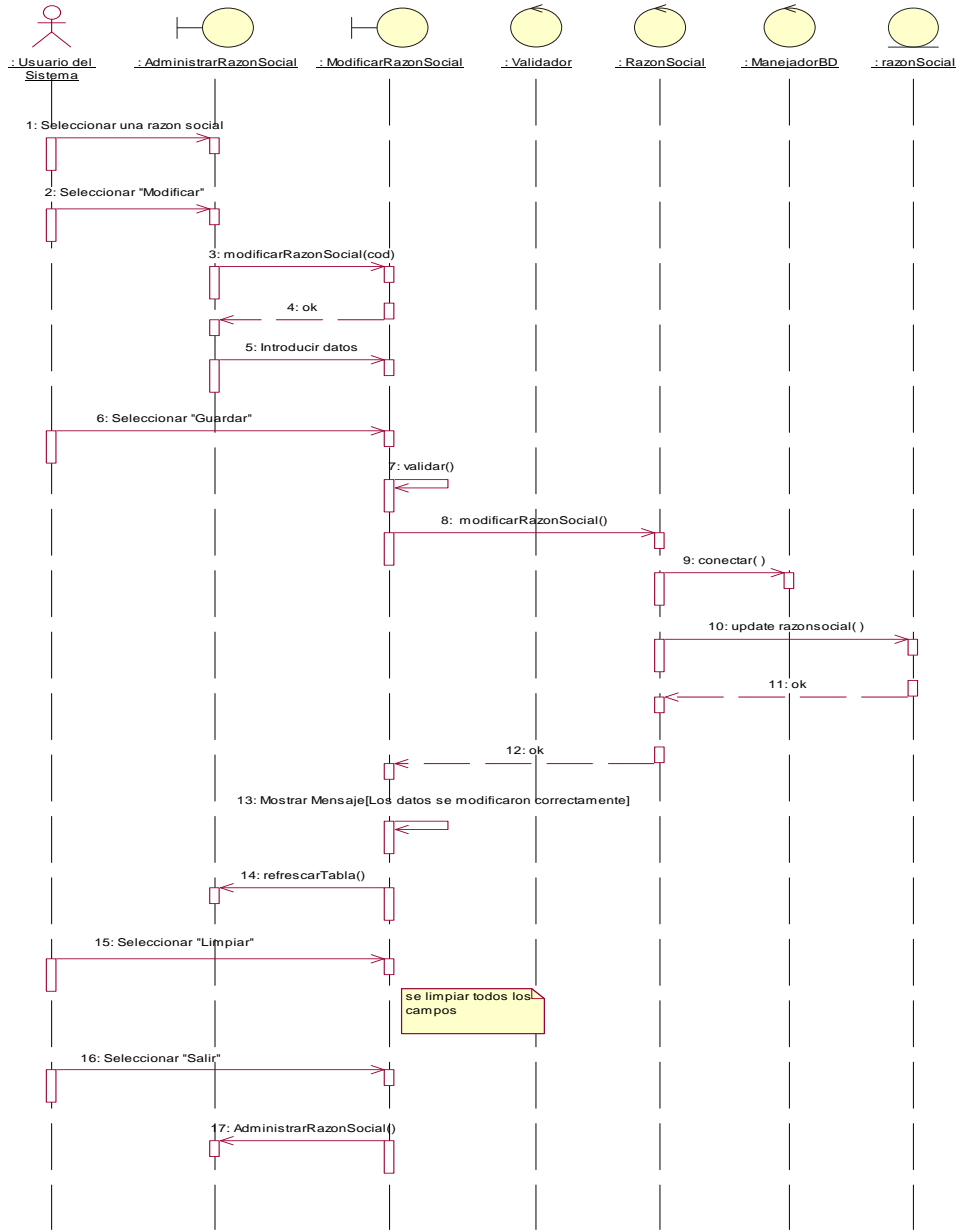 : Usuario del
Sistema
: AdministrarRazonSocial
: ModificarRazonSocial
: Validador
: RazonSocial
: ManejadorBD
: razonSocial
1: Seleccionar una razon social
2: Seleccionar "Modificar"
3: modificarRazonSocial(cod)
4: ok
5: Introducir datos
6: Seleccionar "Guardar"
7: validar()
8: modificarRazonSocial()
9: conectar( )
10: update razonsocial( )
11: ok
12: ok
13: Mostrar Mensaje[Los datos se modificaron correctamente]
14: refrescarTabla()
15: Seleccionar "Limpiar"
se limpiar todos los
campos
16: Seleccionar "Salir"
17: AdministrarRazonSocial()